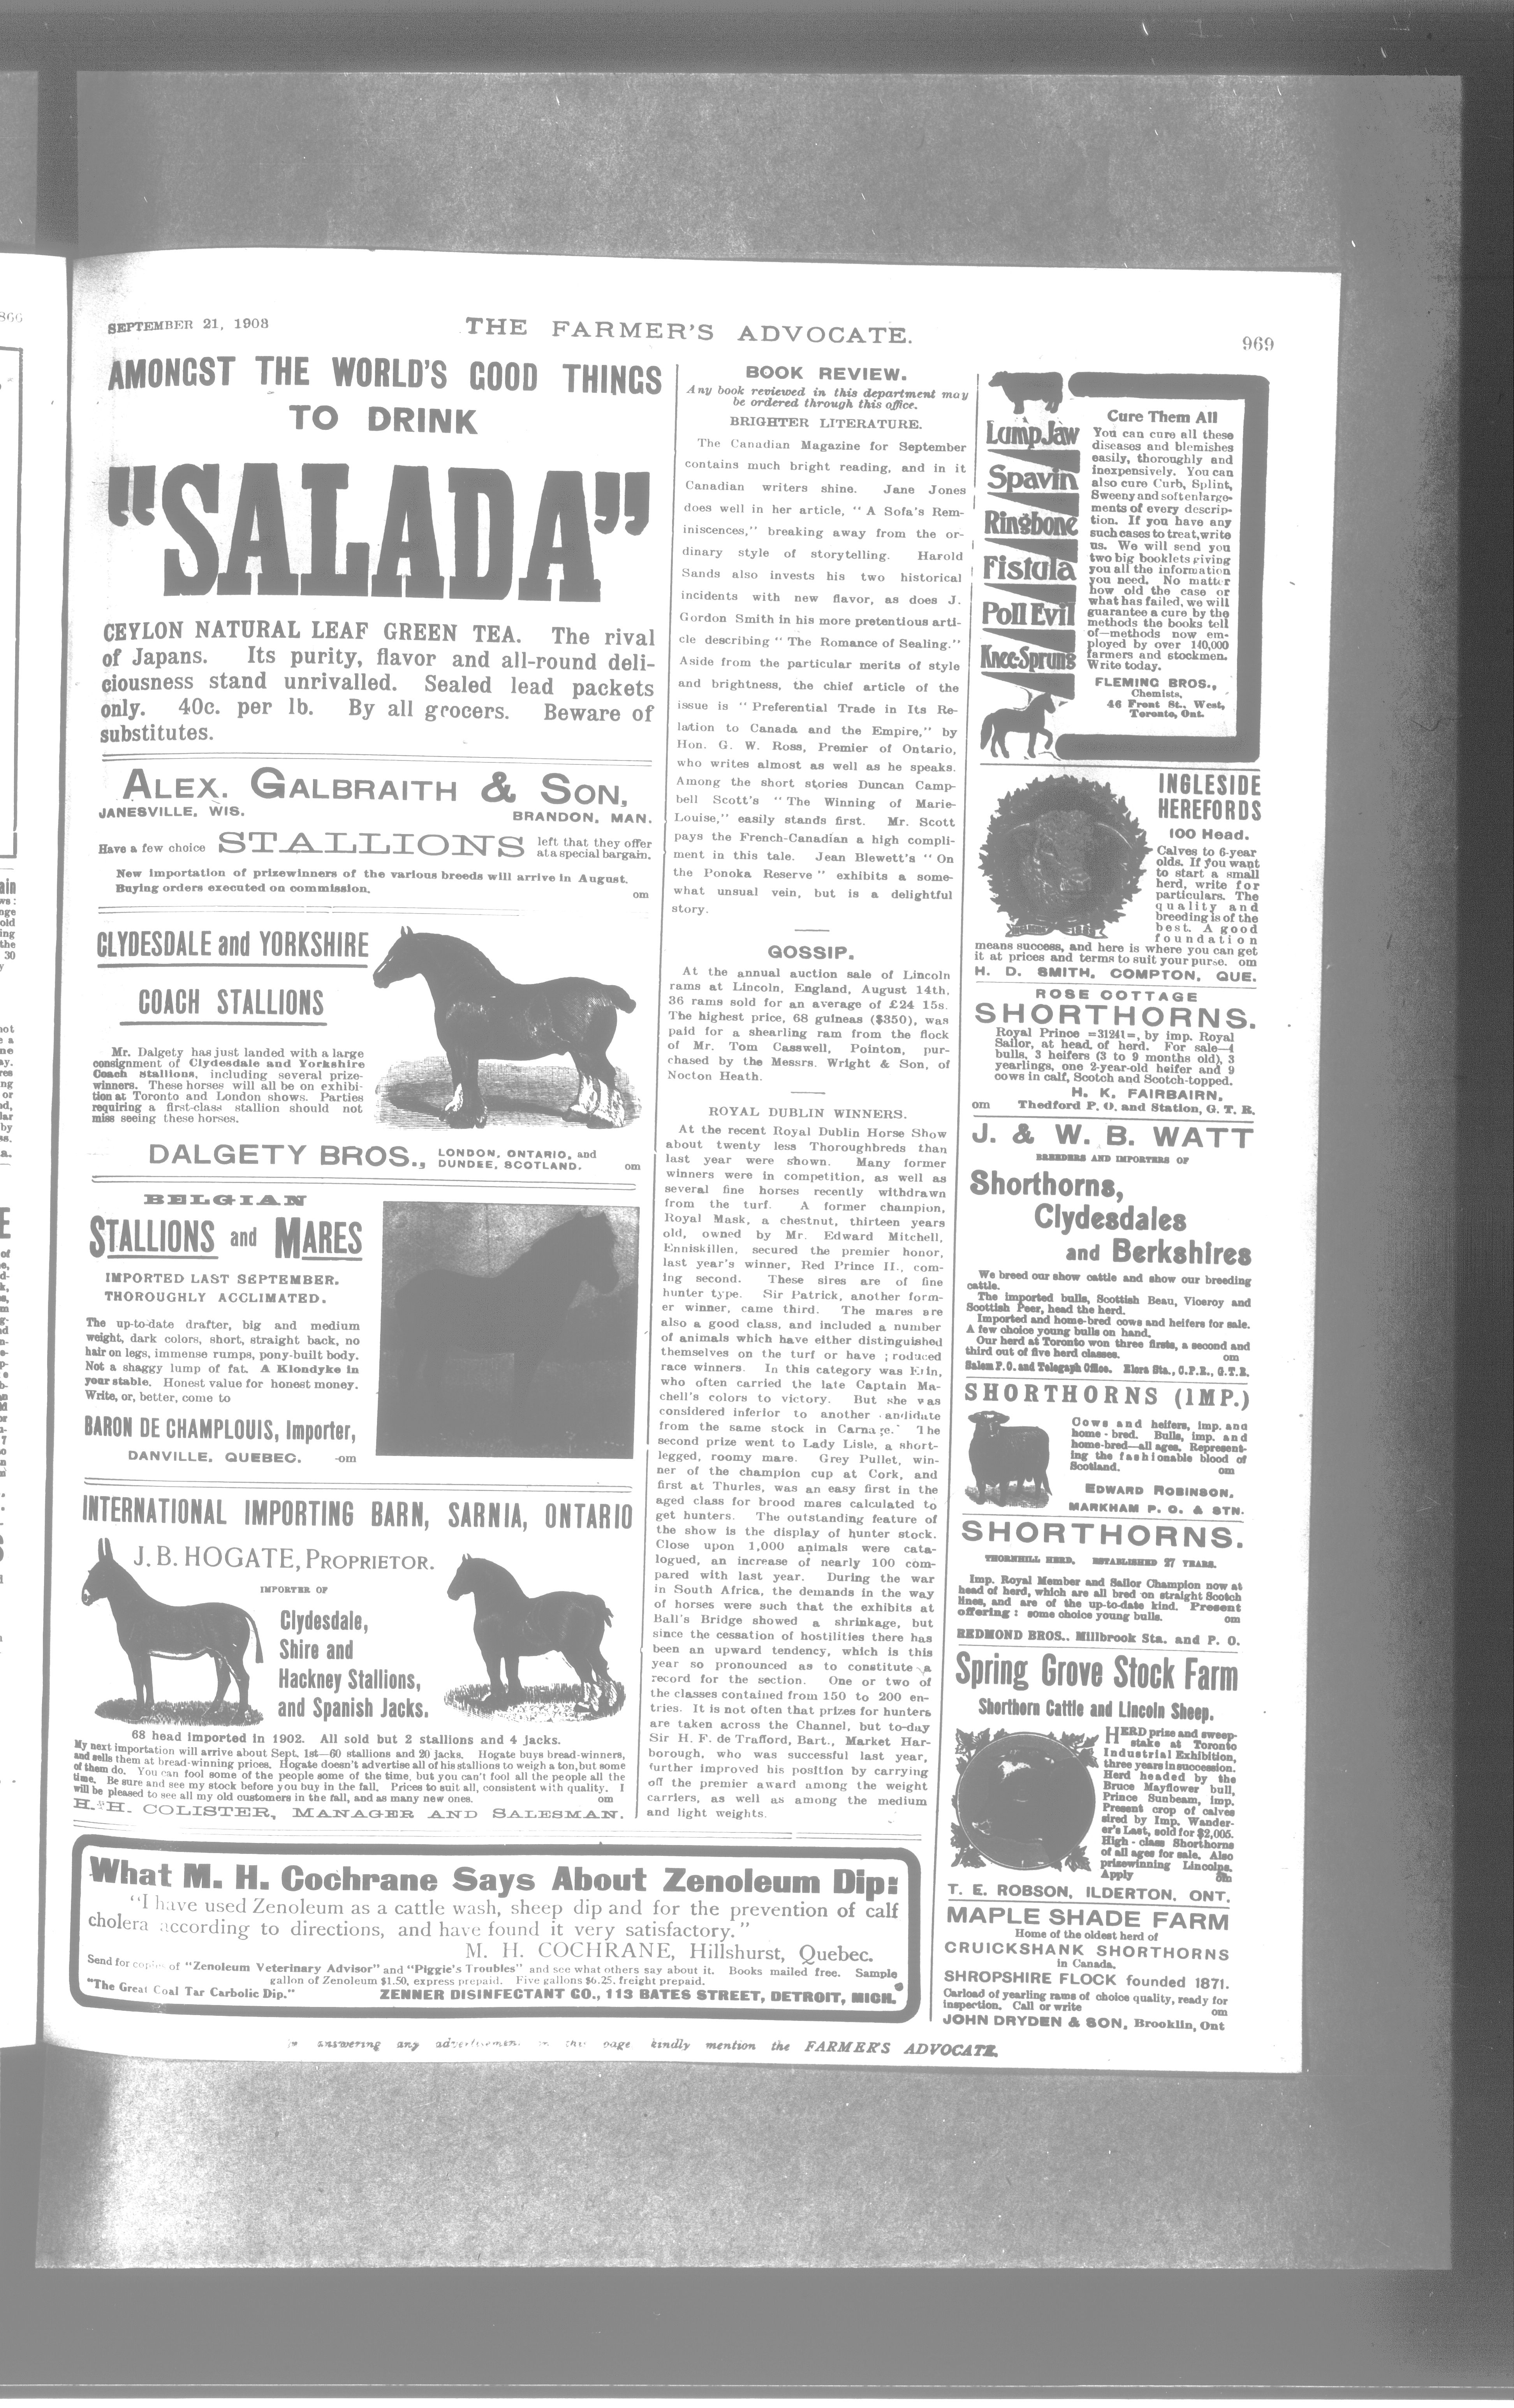 SEPTEMBER 21, 1903
THE FARMER'S ADVOCATE.
969
AMONGST THE WORLD'S GOOD THINGS
TO DRINK
"SALADA"
CEYLON NATURAL LEAF GREEN TEA. The rival
of Japans. Its purity, flavor and all-round deli-
ciousness stand unrivalled. Sealed lead packets
only. 40c. per lb. By all grocers. Beware of
substitutes.
ALEX. GALBRAITH & SON,
JANESVILLE, WIS.
BRANDON, MAN.
Have a few choice STALLIONS left that they offer
at a special bargain.
New importation of prizewinners of the various breeds will arrive in August.
Buying orders executed on commission. om
CLYDESDALE and YORKSHIRE
COACH STALLIONS
Mr. Dalgety has just landed with a large
consignment of Clydesdale and Yorkshire
Coach stallions, including several prize-
winners. These horses will all be on exhibi-
tion at Toronto and London shows. Parties
requiring a first-class stallion should not
miss seeing these horses.
DALGETY BROS., LONDON, ONTARIO, and
DUNDEE, SCOTLAND. om
BELGIAN
STALLIONS and MARES
IMPORTED LAST SEPTEMBER.
THOROUGHLY ACCLIMATED.
The up-to-date drafter, big and medium
weight, dark colors, short, straight back, no
hair on legs, immense rumps, pony-built body.
Not a shaggy lump of fat. A Klondyke in
your stable. Honest value for honest money.
Write, or, better, come to
BARON DE CHAMPLOUIS, Importer,
DANVILLE, QUEBEC. -om
INTERNATIONAL IMPORTING BARN, SARNIA, ONTARIO
J. B. HOGATE, PROPRIETOR.
IMPORTER OF
Clydesdale,
Shire and
Hackney Stallions,
and Spanish Jacks.
68 head imported in 1902. All sold but 2 stallions and 4 jacks.
My next importation will arrive about Sept. 1st—60 stallions and 20 jacks. Hogate buys bread-winners,
and sells them at bread-winning prices. Hogate doesn't advertise all of his stallions to weigh a ton, but some
of them do. You can fool some of the people some of the time, but you can't fool all the people all the
time. Be sure and see my stock before you buy in the fall. Prices to suit all, consistent with quality. I
will be pleased to see all my old customers in the fall, and as many new ones. om
H. H. COLISTER, MANAGER AND SALESMAN.
What M. H. Cochrane Says About Zenoleum Dip:
"I have used Zenoleum as a cattle wash, sheep dip and for the prevention of calf
cholera according to directions, and have found it very satisfactory."
M. H. COCHRANE, Hillshurst, Quebec.
Send for copies of "Zenoleum Veterinary Advisor" and "Piggie's Troubles" and see what others say about it. Books mailed free. Sample
gallon of Zenoleum $1.50, express prepaid. Five gallons $6.25, freight prepaid.
"The Great Coal Tar Carbolic Dip." ZENNER DISINFECTANT CO., 113 BATES STREET, DETROIT, MICH.
BOOK REVIEW.
Any book reviewed in this department may
be ordered through this office.
BRIGHTER LITERATURE.
The Canadian Magazine for September
contains much bright reading, and in it
Canadian writers shine. Jane Jones
does well in her article, "A Sofa's Rem-
iniscences," breaking away from the or-
dinary style of storytelling. Harold
Sands also invests his two historical
incidents with new flavor, as does J.
Gordon Smith in his more pretentious arti-
cle describing "The Romance of Sealing."
Aside from the particular merits of style
and brightness, the chief article of the
issue is "Preferential Trade in Its Re-
lation to Canada and the Empire," by
Hon. G. W. Ross, Premier of Ontario,
who writes almost as well as he speaks.
Among the short stories Duncan Camp-
bell Scott's "The Winning of Marie-
Louise," easily stands first. Mr. Scott
pays the French-Canadian a high compli-
ment in this tale. Jean Blewett's "On
the Ponoka Reserve" exhibits a some-
what unusual vein, but is a delightful
story.
GOSSIP.
At the annual auction sale of Lincoln
rams at Lincoln, England, August 14th,
36 rams sold for an average of £24 15s.
The highest price, 68 guineas ($350), was
paid for a shearling ram from the flock
of Mr. Tom Casswell, Pointon, pur-
chased by the Messrs. Wright & Son, of
Nocton Heath.
ROYAL DUBLIN WINNERS.
At the recent Royal Dublin Horse Show
about twenty less Thoroughbreds than
last year were shown. Many former
winners were in competition, as well as
several fine horses recently withdrawn
from the turf. A former champion,
Royal Mask, a chestnut, thirteen years
old, owned by Mr. Edward Mitchell,
Enniskillen, secured the premier honor,
last year's winner, Red Prince II., com-
ing second. These sires are of fine
hunter type. Sir Patrick, another form-
er winner, came third. The mares are
also a good class, and included a number
of animals which have either distinguished
themselves on the turf or have produced
race winners. In this category was Erin,
who often carried the late Captain Ma-
chell's colors to victory. But she was
considered inferior to another candidate
from the same stock in Carnage. The
second prize went to Lady Lisle, a short-
legged, roomy mare. Grey Pullet, win-
ner of the champion cup at Cork, and
first at Thurles, was an easy first in the
aged class for brood mares calculated to
get hunters. The outstanding feature of
the show is the display of hunter stock.
Close upon 1,000 animals were cata-
logued, an increase of nearly 100 com-
pared with last year. During the war
in South Africa, the demands in the way
of horses were such that the exhibits at
Ball's Bridge showed a shrinkage, but
since the cessation of hostilities there has
been an upward tendency, which is this
year so pronounced as to constitute a
record for the section. One or two of
the classes contained from 150 to 200 en-
tries. It is not often that prizes for hunters
are taken across the Channel, but to-day
Sir H. F. de Trafford, Bart., Market Har-
borough, who was successful last year,
further improved his position by carrying
off the premier award among the weight
carriers, as well as among the medium
and light weights.
Lump Jaw
Spavin
Ringbone
Fistula
Poll Evil
Knee-Sprung
Cure Them All
You can cure all these
diseases and blemishes
easily, thoroughly and
inexpensively. You can
also cure Curb, Splint,
Sweeny and soft enlarge-
ments of every descrip-
tion. If you have any
such cases to treat, write
us. We will send you
two big booklets giving
you all the information
you need. No matter
how old the case or
what has failed, we will
guarantee a cure by the
methods the books tell
of—methods now em-
ployed by over 140,000
farmers and stockmen.
Write today.
FLEMING BROS.,
Chemists,
46 Front St., West,
Toronto, Ont.
INGLESIDE
HEREFORDS
100 Head.
Calves to 6-year
olds. If you want
to start a small
herd, write for
particulars. The
quality and
breeding is of the
best. A good
foundation
means success, and here is where you can get
it at prices and terms to suit your purse. om
H. D. SMITH, COMPTON, QUE.
ROSE COTTAGE
SHORTHORNS.
Royal Prince =31241=, by imp. Royal
Sailor, at head of herd. For sale—4
bulls, 3 heifers (3 to 9 months old), 3
yearlings, one 2-year-old heifer and 9
cows in calf, Scotch and Scotch-topped.
H. K. FAIRBAIRN,
om Thedford P. O. and Station, G. T. R.
J. & W. B. WATT
BREEDERS AND IMPORTERS OF
Shorthorns,
Clydesdales
and Berkshires
We breed our show cattle and show our breeding
cattle.
The imported bulls, Scottish Beau, Viceroy and
Scottish Peer, head the herd.
Imported and home-bred cows and heifers for sale.
A few choice young bulls on hand.
Our herd at Toronto won three firsts, a second and
third out of five herd classes. om
Salem P.O. and Telegraph Office. Elora Sta., C.P.R., G.T.R.
SHORTHORNS (IMP.)
Cows and heifers, imp. and
home-bred. Bulls, imp. and
home-bred—all ages. Represent-
ing the fashionable blood of
Scotland. om
EDWARD ROBINSON,
MARKHAM P. O. & STN.
SHORTHORNS.
THORNHILL HERD. ESTABLISHED 27 YEARS.
Imp. Royal Member and Sailor Champion now at
head of herd, which are all bred on straight Scotch
lines, and are of the up-to-date kind. Present
offering: some choice young bulls. om
REDMOND BROS., Millbrook Sta. and P. O.
Spring Grove Stock Farm
Shorthorn Cattle and Lincoln Sheep.
HERD prize and sweep-
stake at Toronto
Industrial Exhibition,
three years in succession.
Herd headed by the
Bruce Mayflower bull,
Prince Sunbeam, imp.
Present crop of calves
sired by Imp. Wander-
er's Last, sold for $2,005.
High-class Shorthorns
of all ages for sale. Also
prizewinning Lincolns.
Apply om
T. E. ROBSON, ILDERTON, ONT.
MAPLE SHADE FARM
Home of the oldest herd of
CRUICKSHANK SHORTHORNS
in Canada.
SHROPSHIRE FLOCK founded 1871.
Carload of yearling rams of choice quality, ready for
inspection. Call or write om
JOHN DRYDEN & SON, Brooklin, Ont
answering any advertisement on this page kindly mention the FARMER'S ADVOCATE.